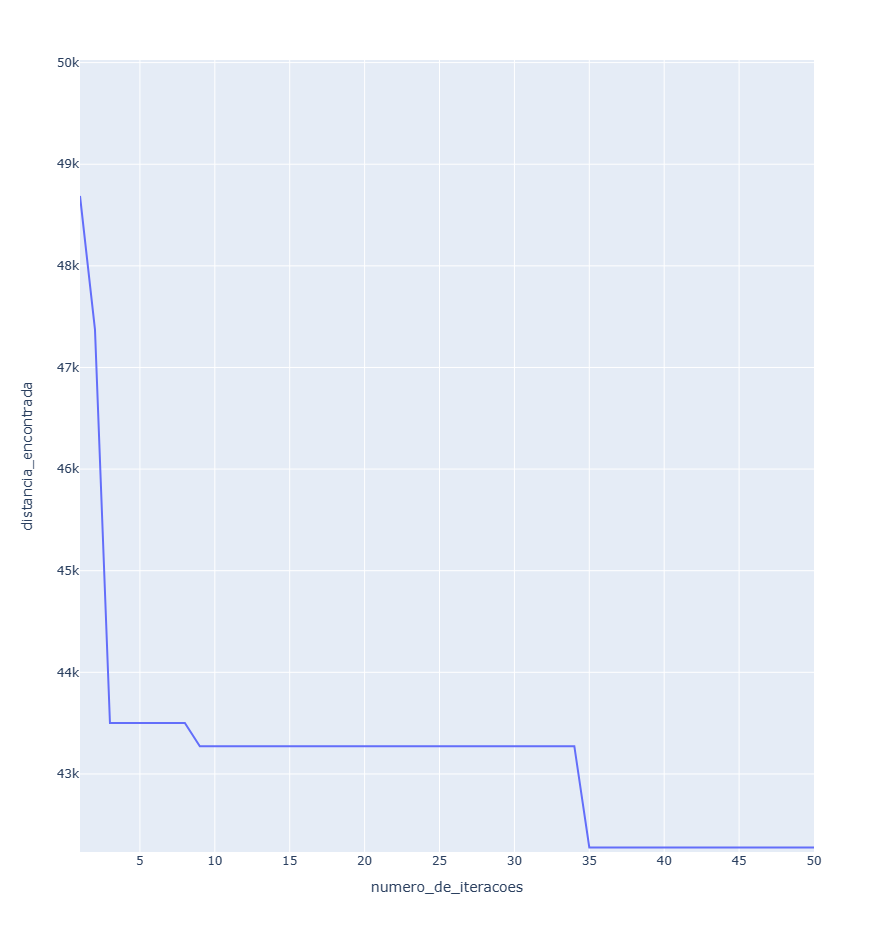 50k
49k
48k
47k
46k
45k
44k
43k
distancia_encontrada
5 10 15 20 25 30 35 40 45 50
numero_de_iteracoes